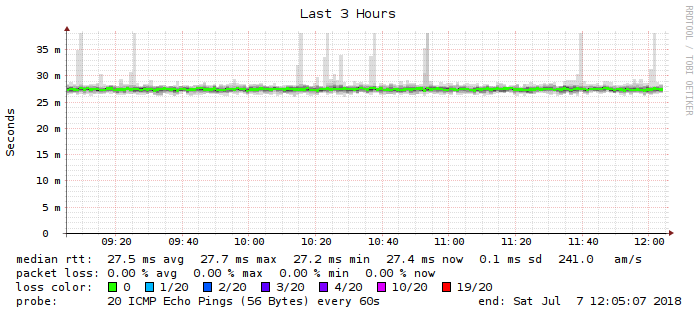 Last 3 Hours
RRDTOOL / TOBI OETIKER
Seconds
35 m
30 m
25 m
20 m
15 m
10 m
5 m
0
09:20 09:40 10:00 10:20 10:40 11:00 11:20 11:40 12:00
median rtt: 27.5 ms avg 27.7 ms max 27.2 ms min 27.4 ms now 0.1 ms sd 241.0 am/s
packet loss: 0.00 % avg 0.00 % max 0.00 % min 0.00 % now
loss color: 0 1/20 2/20 3/20 4/20 10/20 19/20
probe: 20 ICMP Echo Pings (56 Bytes) every 60s end: Sat Jul 7 12:05:07 2018